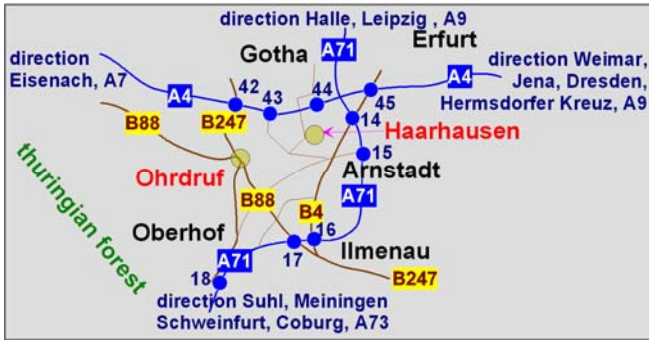 direction Halle, Leipzig , A9
direction
Eisenach, A7
Gotha
A71
Erfurt
direction Weimar,
Jena, Dresden,
Hermsdorfer Kreuz, A9
A4
42
43
44
45
A4
B88
B247
14
Haarhausen
15
Ohrdruf
Arnstadt
thuringian forest
B88
A71
B4
Oberhof
16
Ilmenau
A71
17
B247
18
direction Suhl, Meiningen
Schweinfurt, Coburg, A73